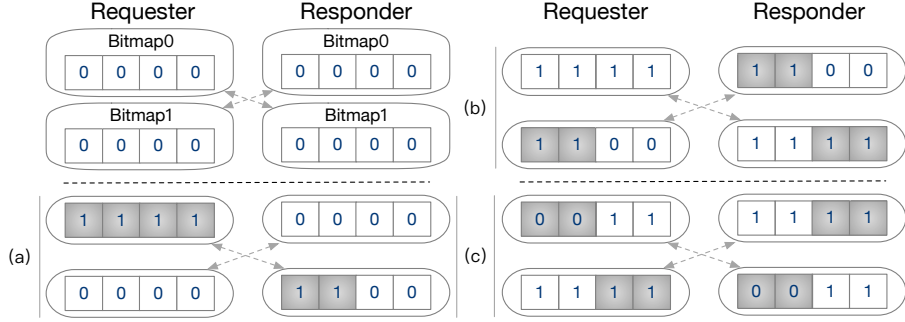 Requester Responder
Bitmap0 Bitmap0
0 0 0 0 0 0 0 0
Bitmap1 Bitmap1
0 0 0 0 0 0 0 0
(a)
1 1 1 1 0 0 0 0
0 0 0 0 1 1 0 0
Requester Responder
(b)
1 1 1 1 1 1 0 0
1 1 0 0 1 1 1 1
(c)
0 0 1 1 1 1 1 1
1 1 1 1 0 0 1 1